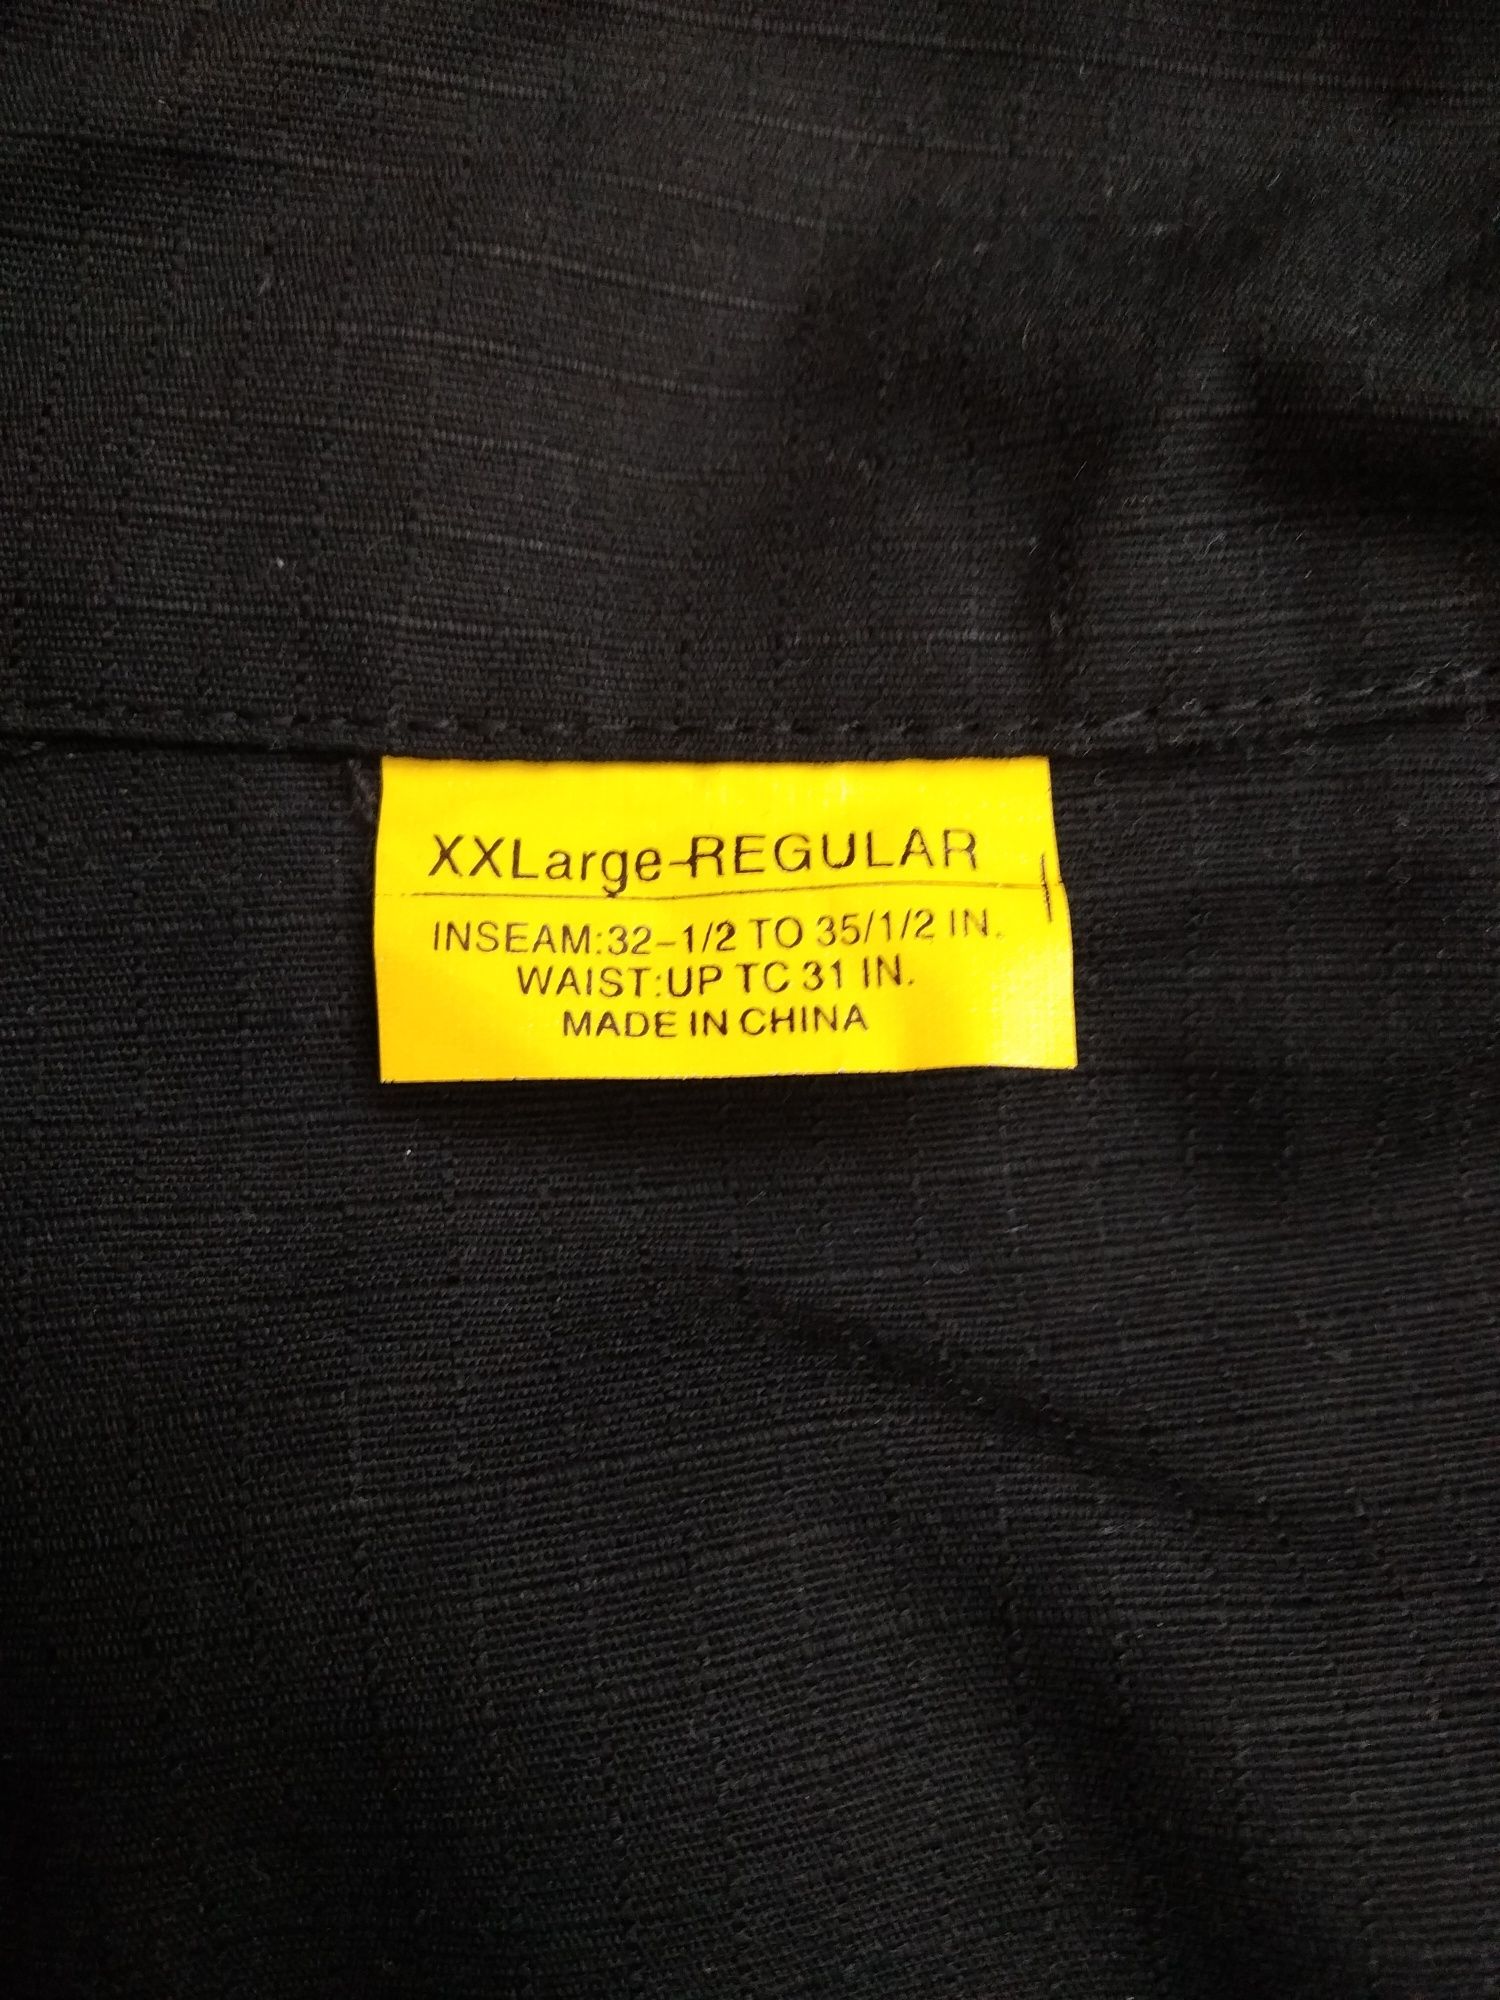 XXLarge-REGULAR
INSEAM:32-1/2 TO 35/1/2 IN.
WAIST:UP TC 31 IN.
MADE IN CHINA